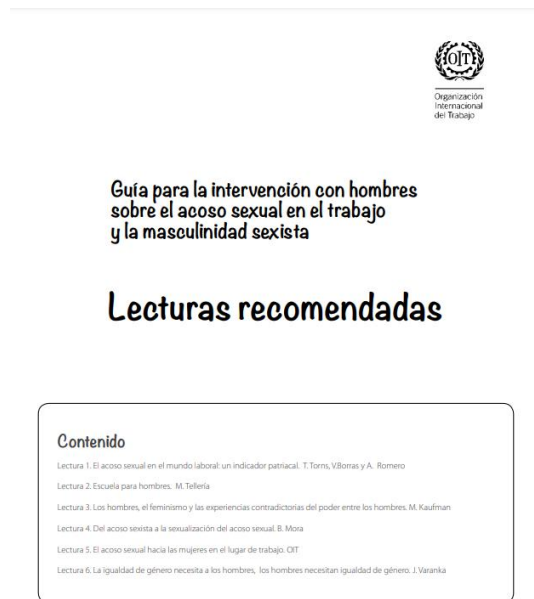 OIT
Organización
Internacional
del Trabajo
Guía para la intervención con hombres
sobre el acoso sexual en el trabajo
y la masculinidad sexista
Lecturas recomendadas
Contenido
Lectura 1. El acoso sexual en el mundo laboral: un indicador patriacal. T. Torns, V.Borras y A. Romero
Lectura 2. Escuela para hombres. M. Tellería
Lectura 3. Los hombres, el feminismo y las experiencias contradictorias del poder entre los hombres. M. Kaufman
Lectura 4. Del acoso sexista a la sexualización del acoso sexual. B. Mora
Lectura 5. El acoso sexual hacia las mujeres en el lugar de trabajo. OIT
Lectura 6. La igualdad de género necesita a los hombres, los hombres necesitan igualdad de género. J. Varanka